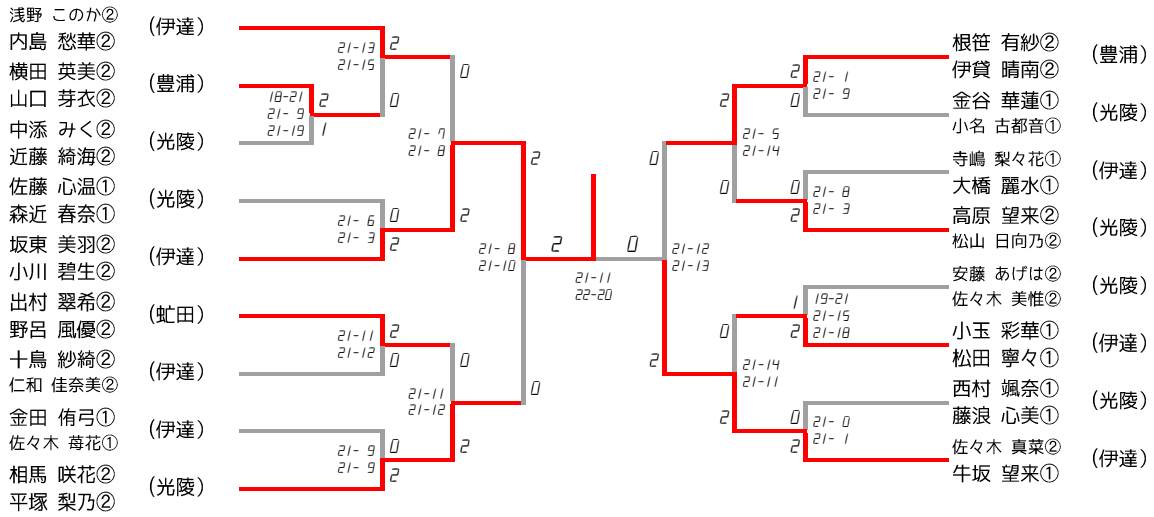 浅野 このか②
内島 愁華②
(伊達)
横田 英美②
山口 芽衣②
(豊浦)
中添 みく②
近藤 綺海②
(光陵)
佐藤 心温①
森近 春奈①
(光陵)
坂東 美羽②
小川 碧生②
(伊達)
出村 翠希②
野呂 風優②
(虻田)
十鳥 紗綺②
仁和 佳奈美②
(伊達)
金田 侑弓①
佐々木 苺花①
(伊達)
相馬 咲花②
平塚 梨乃②
(光陵)
21-13
21-15
2
0
18-21
21- 9
21-19
2
1
21- 6
21- 3
0
2
21- 7
21- 8
0
2
21-11
21-12
2
0
21- 9
21- 9
0
2
21-11
21-12
0
2
21- 8
21-10
2
0
2
0
21-11
22-20
21-12
21-13
0
2
21- 5
21-14
2
0
21- 1
21- 9
2
0
21- 8
21- 3
0
2
21-14
21-11
0
2
19-21
21-15
21-18
1
2
21- 0
21- 1
0
2
根笹 有紗②
伊貸 晴南②
(豊浦)
金谷 華蓮①
小名 古都音①
(光陵)
寺嶋 梨々花①
大橋 麗水①
(伊達)
高原 望来②
松山 日向乃②
(光陵)
安藤 あげは②
佐々木 美惟②
(光陵)
小玉 彩華①
松田 寧々①
(伊達)
西村 颯奈①
藤浪 心美①
(光陵)
佐々木 真菜②
牛坂 望来①
(伊達)